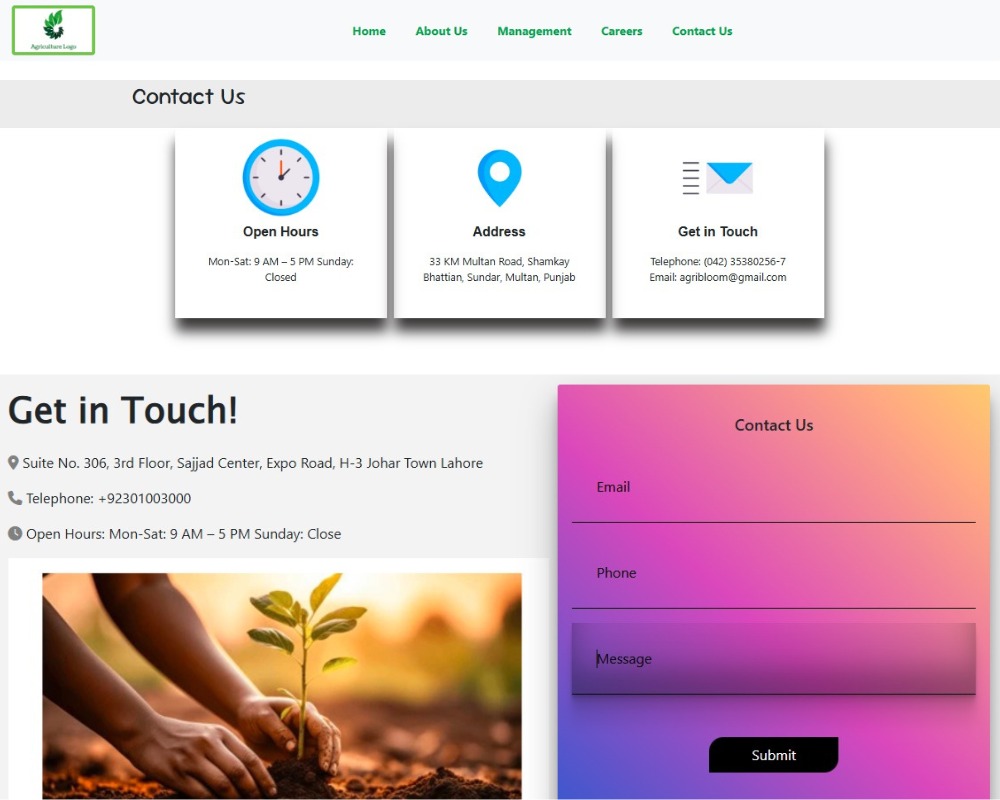 Agriculture Logo
Home
About Us
Management
Careers
Contact Us
Contact Us
Open Hours
Mon-Sat: 9 AM – 5 PM Sunday:
Closed
Address
33 KM Multan Road, Shamkay
Bhattian, Sundar, Multan, Punjab
Get in Touch
Telephone: (042) 35380256-7
Email: agribloom@gmail.com
Get in Touch!
Suite No. 306, 3rd Floor, Sajjad Center, Expo Road, H-3 Johar Town Lahore
Telephone: +92301003000
Open Hours: Mon-Sat: 9 AM – 5 PM Sunday: Close
Contact Us
Email
Phone
Message
Submit